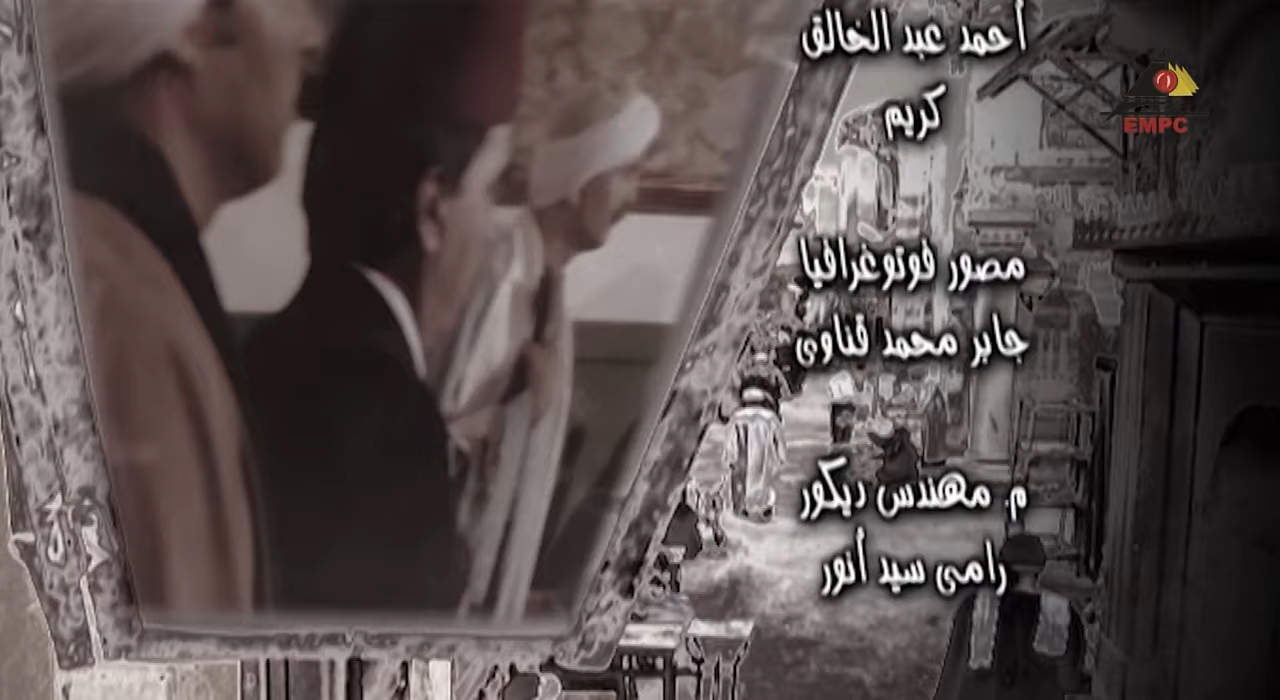 أحمد عبد الخالق
كريم
EMPC
مصور فوتوغرافيا
جابر محمد قناوى
م. مهندس ديكور
رامى سيد أنور